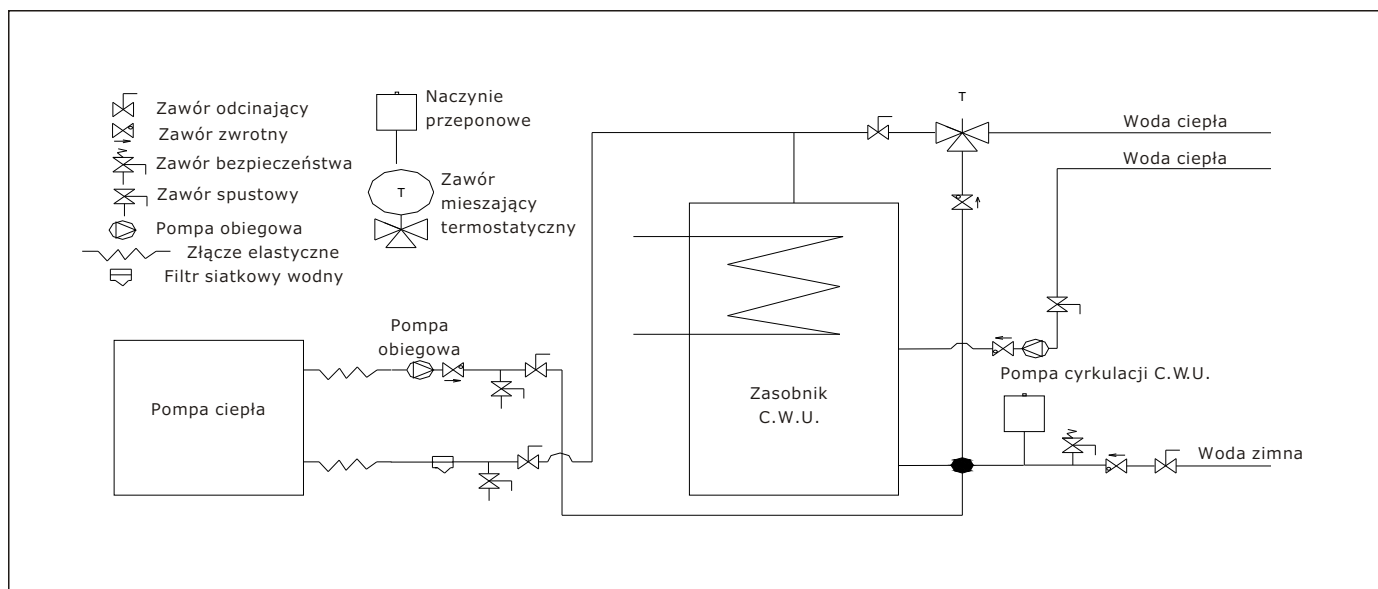 Zawór odcinający
Zawór zwrotny
Zawór bezpieczeństwa
Zawór spustowy
Pompa obiegowa
Złącze elastyczne
Filtr siatkowy wodny
Naczynie
przeponowe
T
Zawór
mieszający
termostatyczny
T
Woda ciepła
Woda ciepła
Pompa
obiegowa
Pompa ciepła
Zasobnik
C.W.U.
Pompa cyrkulacji C.W.U.
Woda zimna